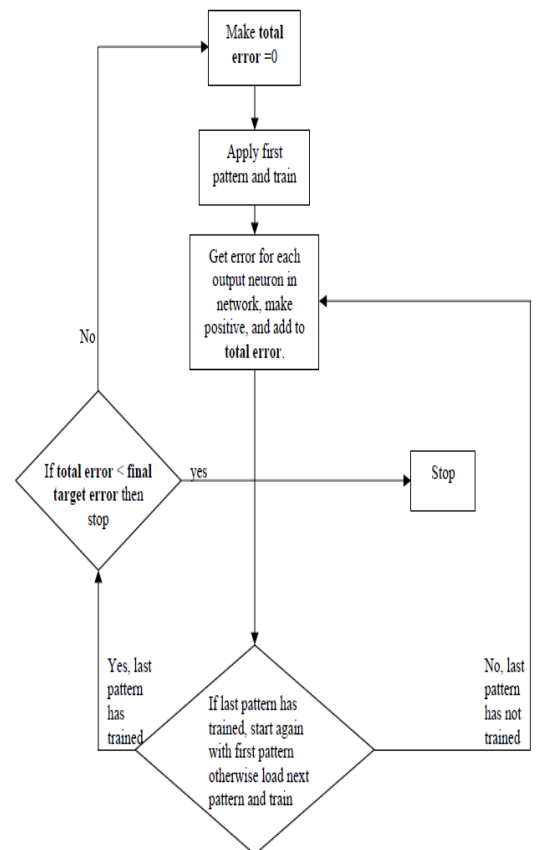 Make total
error =0
Apply first
pattern and train
Get error for each
output neuron in
network, make
positive, and add to
total error.
No
If total error < final
target error then
stop
yes
Stop
Yes, last
pattern
has
trained
If last pattern has
trained, start again
with first pattern
otherwise load next
pattern and train
No, last
pattern
has not
trained